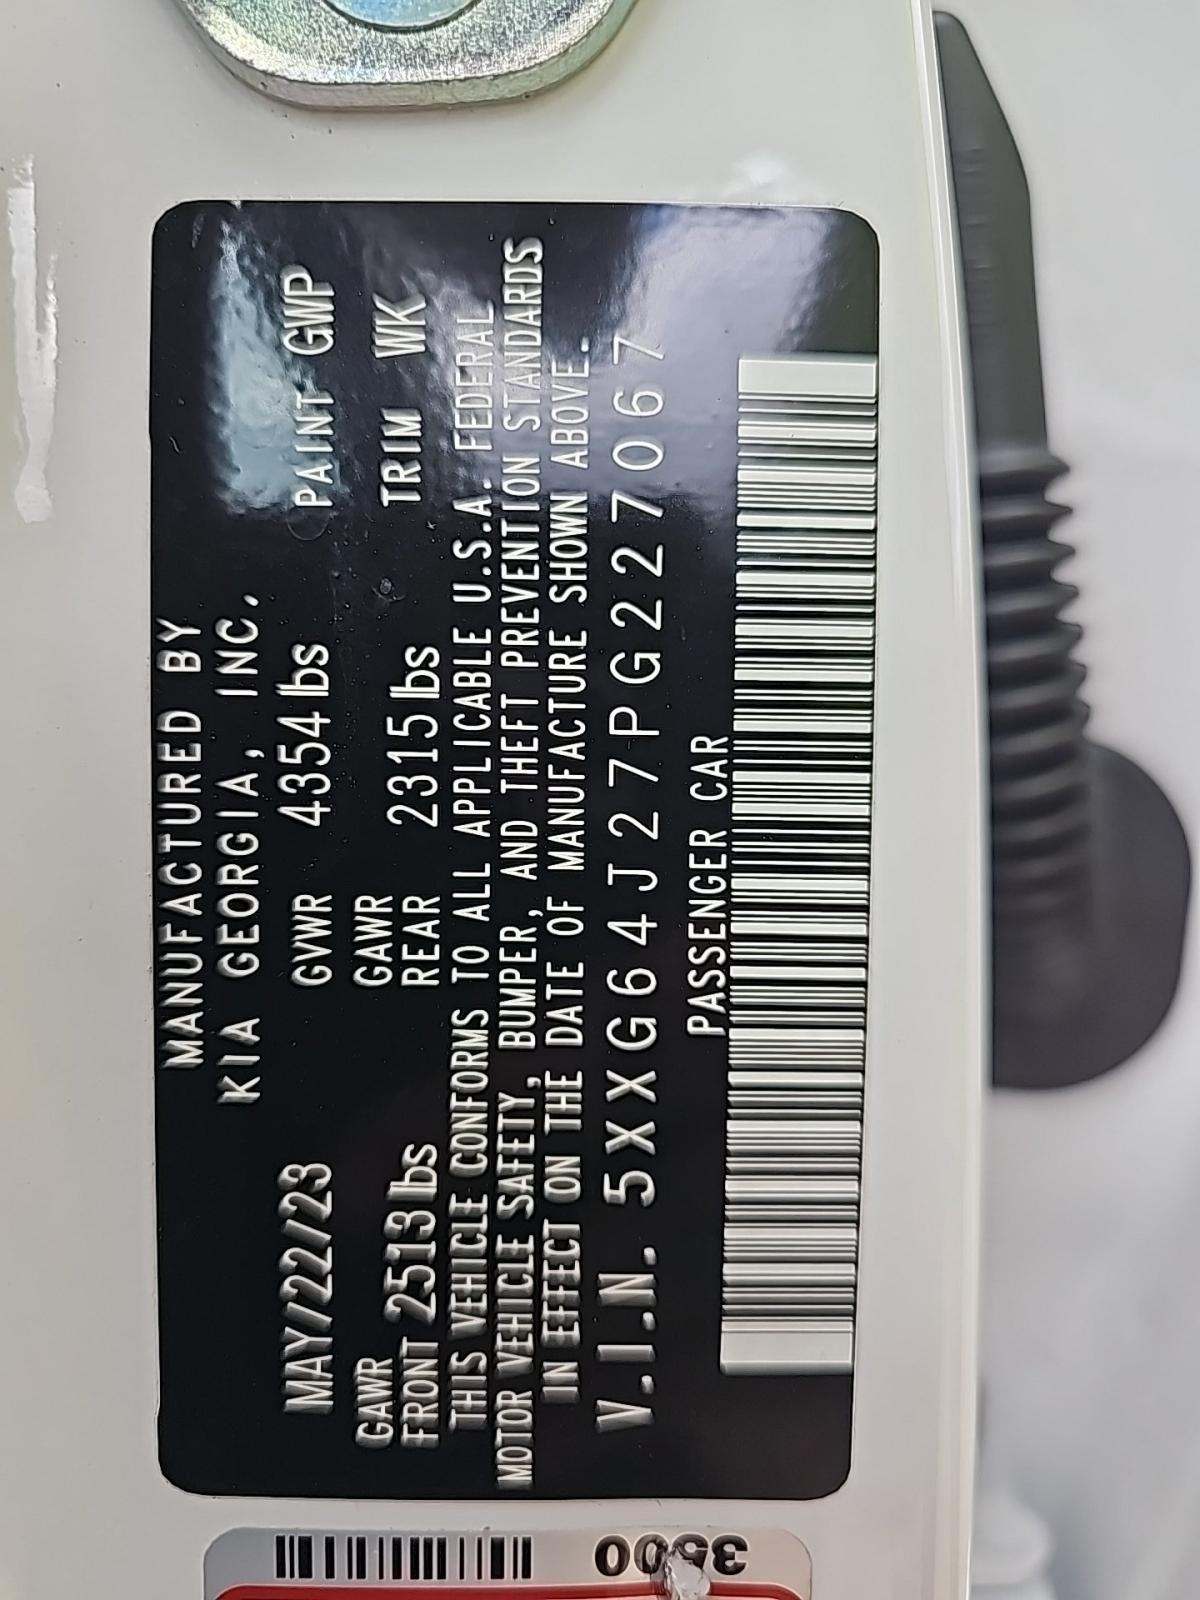 MANUFACTURED BY
KIA GEORGIA, INC.
MAY/22/23 GVWR 4354 lbs PAINT GWP
GAWR FRONT 2513 lbs GAWR REAR 2315 lbs TRIM WK
THIS VEHICLE CONFORMS TO ALL APPLICABLE U.S.A. FEDERAL
MOTOR VEHICLE SAFETY, BUMPER, AND THEFT PREVENTION STANDARDS
IN EFFECT ON THE DATE OF MANUFACTURE SHOWN ABOVE.
V.I.N. 5XXG64J27PG227067
PASSENGER CAR
3500